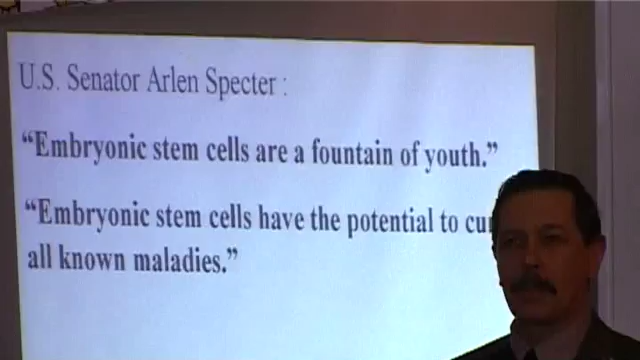 U.S. Senator Arlen Specter :
“Embryonic stem cells are a fountain of youth.”
“Embryonic stem cells have the potential to
all known maladies.”